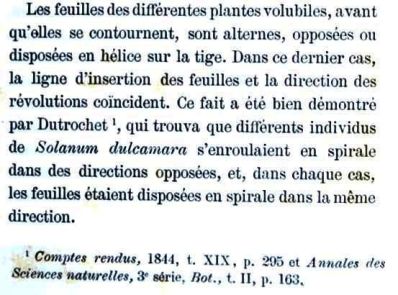 Les feuilles des différentes plantes volubiles, avant
qu'elles se contournent, sont alternes, opposées ou
disposées en hélice sur la tige. Dans ce dernier cas,
la ligne d'insertion des feuilles et la direction des
révolutions coïncident. Ce fait a été bien démontré
par Dutrochet ¹, qui trouva que différents individus
de Solanum dulcamara s'enroulaient en spirale
dans des directions opposées, et, dans chaque cas,
les feuilles étaient disposées en spirale dans la même
direction.
¹ Comptes rendus, 1844, t. XIX, p. 295 et Annales des
Sciences naturelles, 3ᵉ série, Bot., t. II, p. 163.